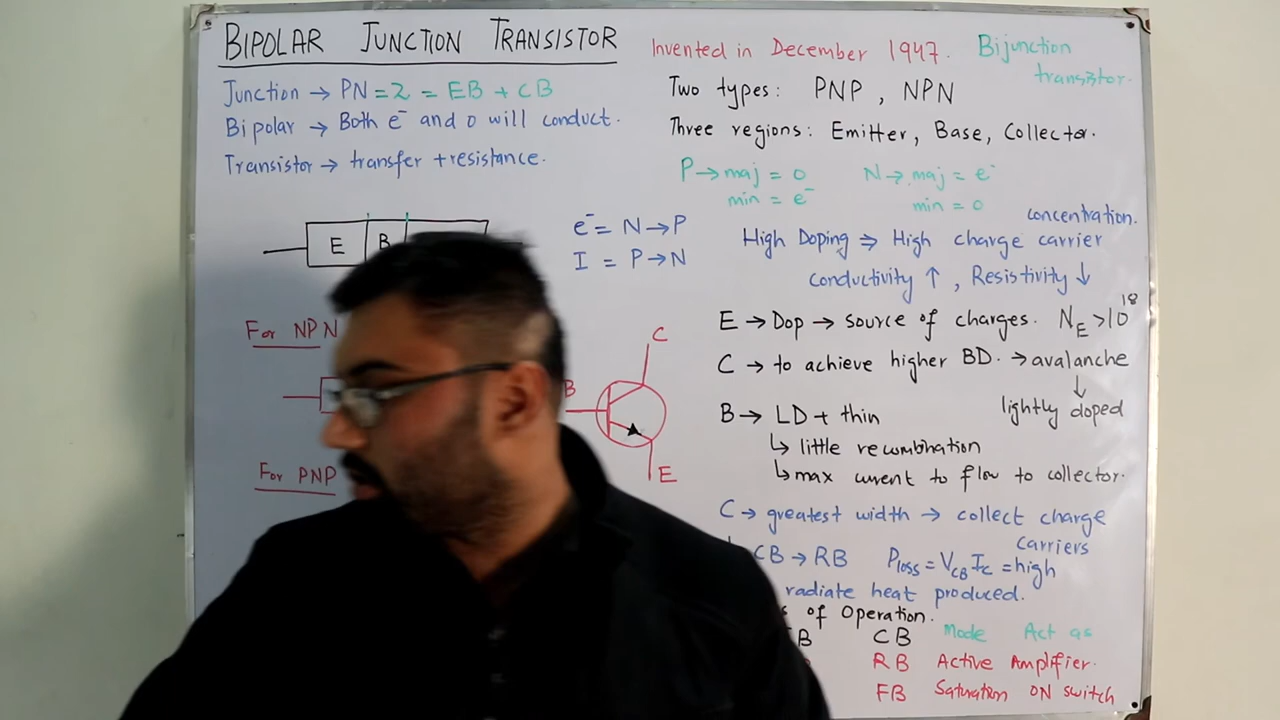 BIPOLAR JUNCTION TRANSISTOR
Invented in December 1947.
Bijunction
transistor.
Junction → PN = 2 = EB + CB
Bipolar → Both e⁻ and o will conduct.
Transistor → transfer + resistance.
Two types: PNP, NPN
Three regions: Emitter, Base, Collector.
P → maj = o
min = e⁻
N → maj = e⁻
min = o
E B
e⁻ = N → P
I = P → N
concentration.
High Doping ⇒ High charge carrier
conductivity ↑, Resistivity ↓
For NPN
B
C
E
For PNP
E → Dop → source of charges. N_E > 10¹⁸
C → to achieve higher BD. → avalanche
↓
lightly doped
B → LD + thin
↳ little recombination
↳ max current to flow to collector.
C → greatest width → collect charge
carriers
CB → RB P_loss = V_CB I_C = high
radiate heat produced.
of Operation.
B CB Mode Act as
RB Active Amplifier.
FB Saturation ON switch